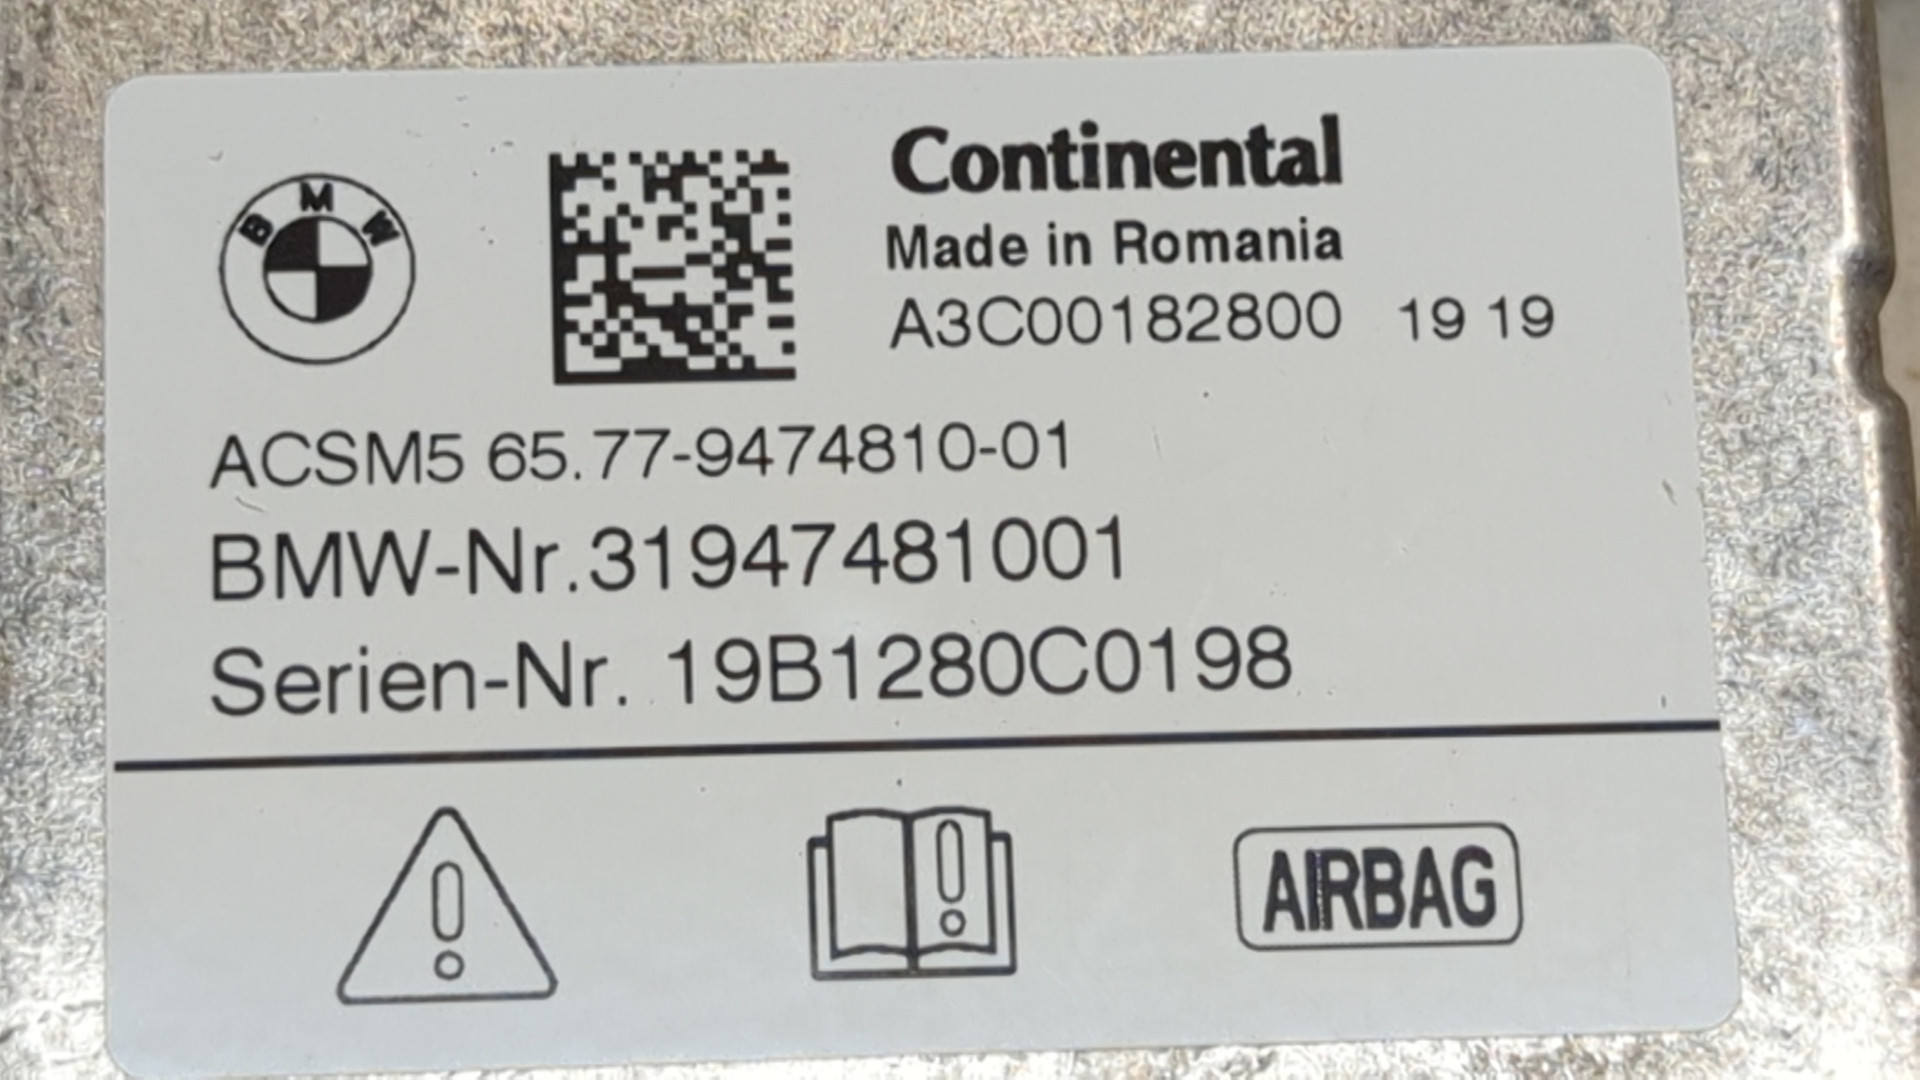 BMW
Continental
Made in Romania
A3C00182800 19 19
ACSM5 65.77-9474810-01
BMW-Nr.31947481001
Serien-Nr. 19B1280C0198
AIRBAG